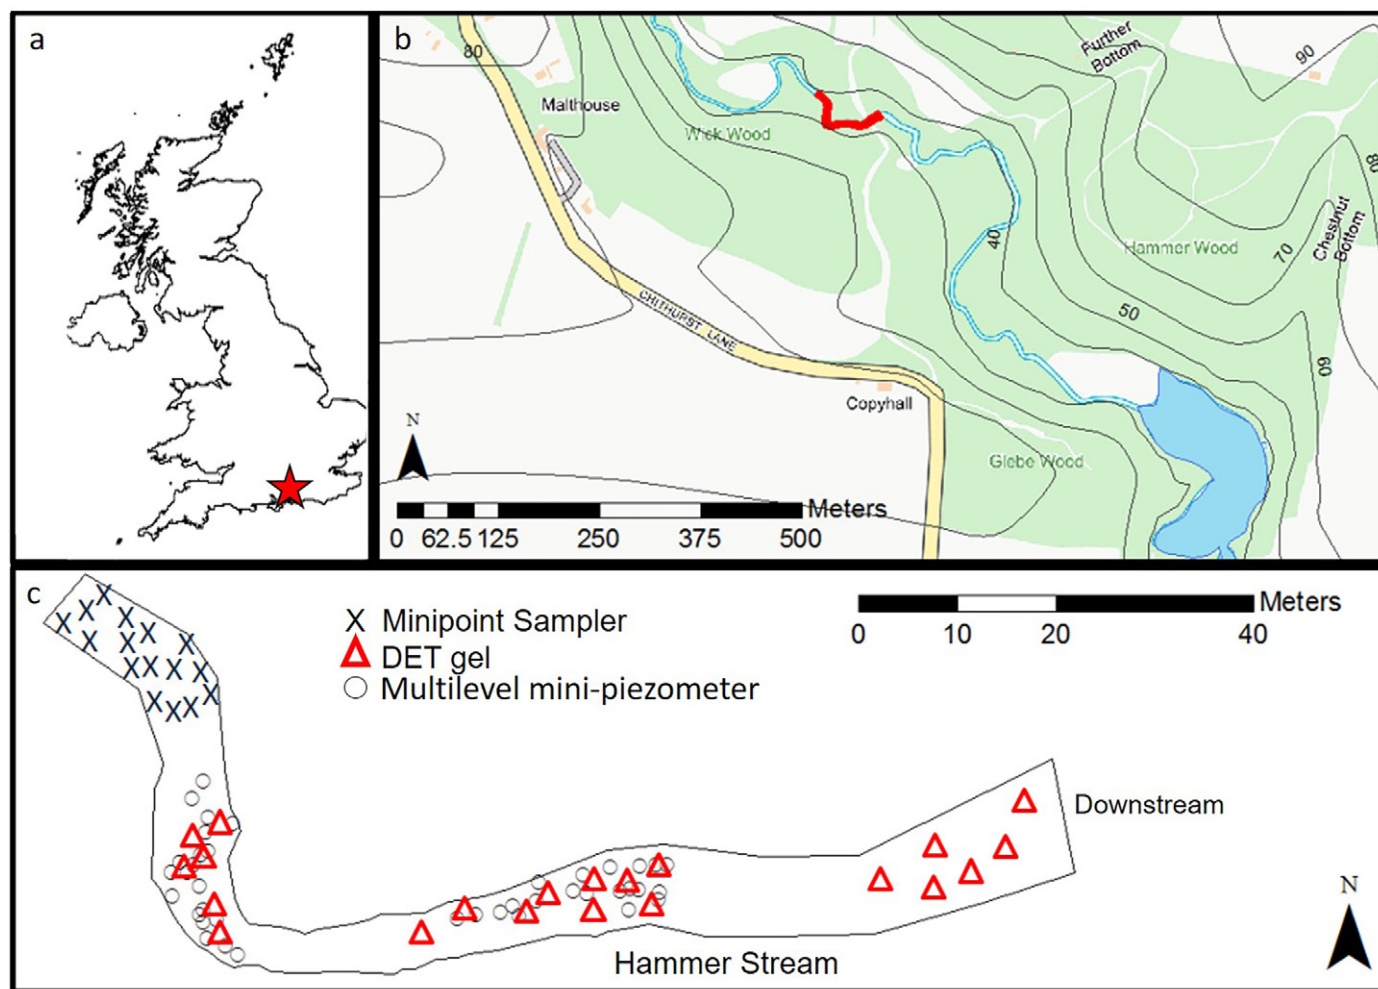 a
b
80
Malthouse
Wick Wood
Further
Bottom
90
80
Chestnut
Bottom
Hammer Wood
70
40
50
60
CHITHURST LANE
Copyhall
Glebe Wood
N
Meters
0 62.5 125 250 375 500
c
X Minipoint Sampler
DET gel
Multilevel mini-piezometer
Meters
0 10 20 40
Downstream
Hammer Stream
N